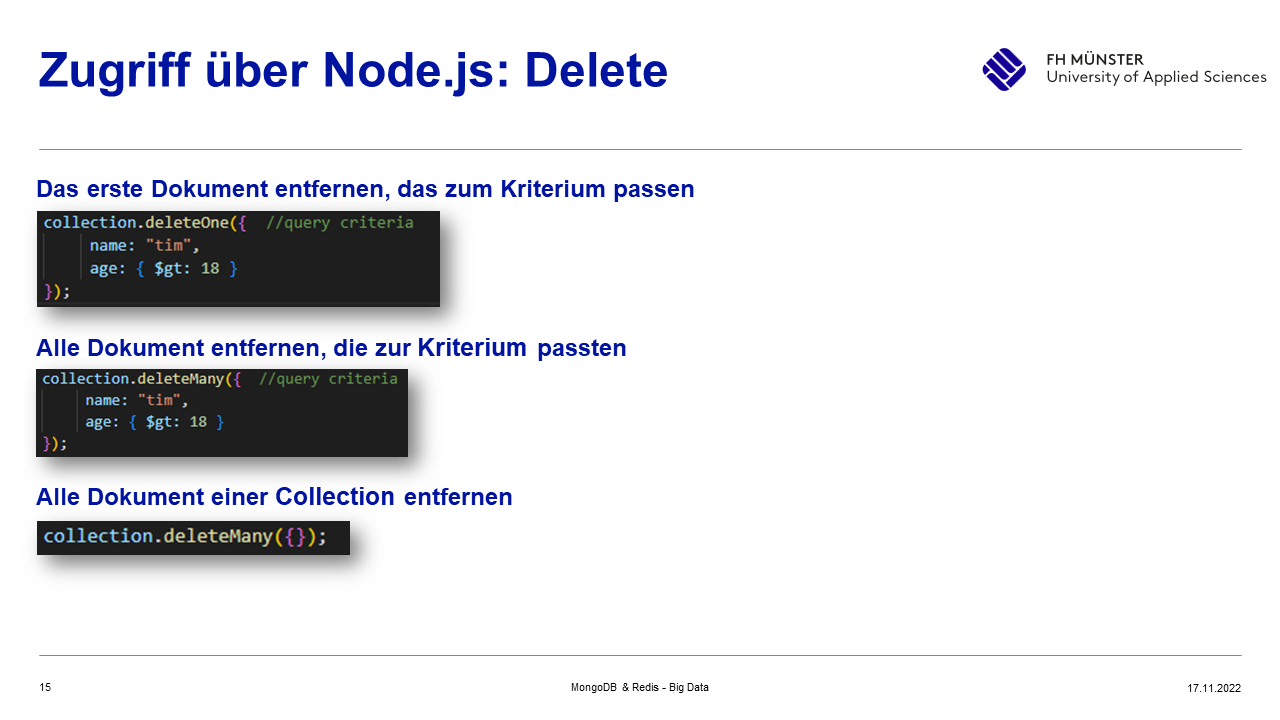 Zugriff über Node.js: Delete
FH MÜNSTER
University of Applied Sciences
Das erste Dokument entfernen, das zum Kriterium passen
collection.deleteOne({  //query criteria
name: "tim",
age: { $gt: 18 }
});
Alle Dokument entfernen, die zur Kriterium passten
collection.deleteMany({  //query criteria
name: "tim",
age: { $gt: 18 }
});
Alle Dokument einer Collection entfernen
collection.deleteMany({});
15
MongoDB & Redis - Big Data
17.11.2022